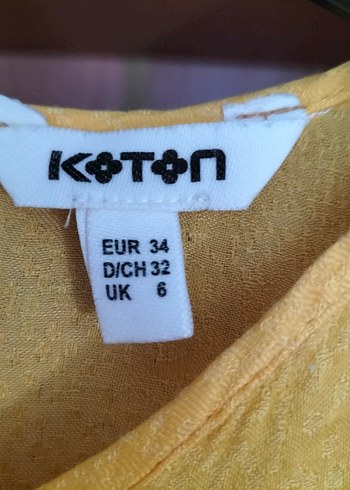 KOTON
EUR 34
D/CH 32
UK 6